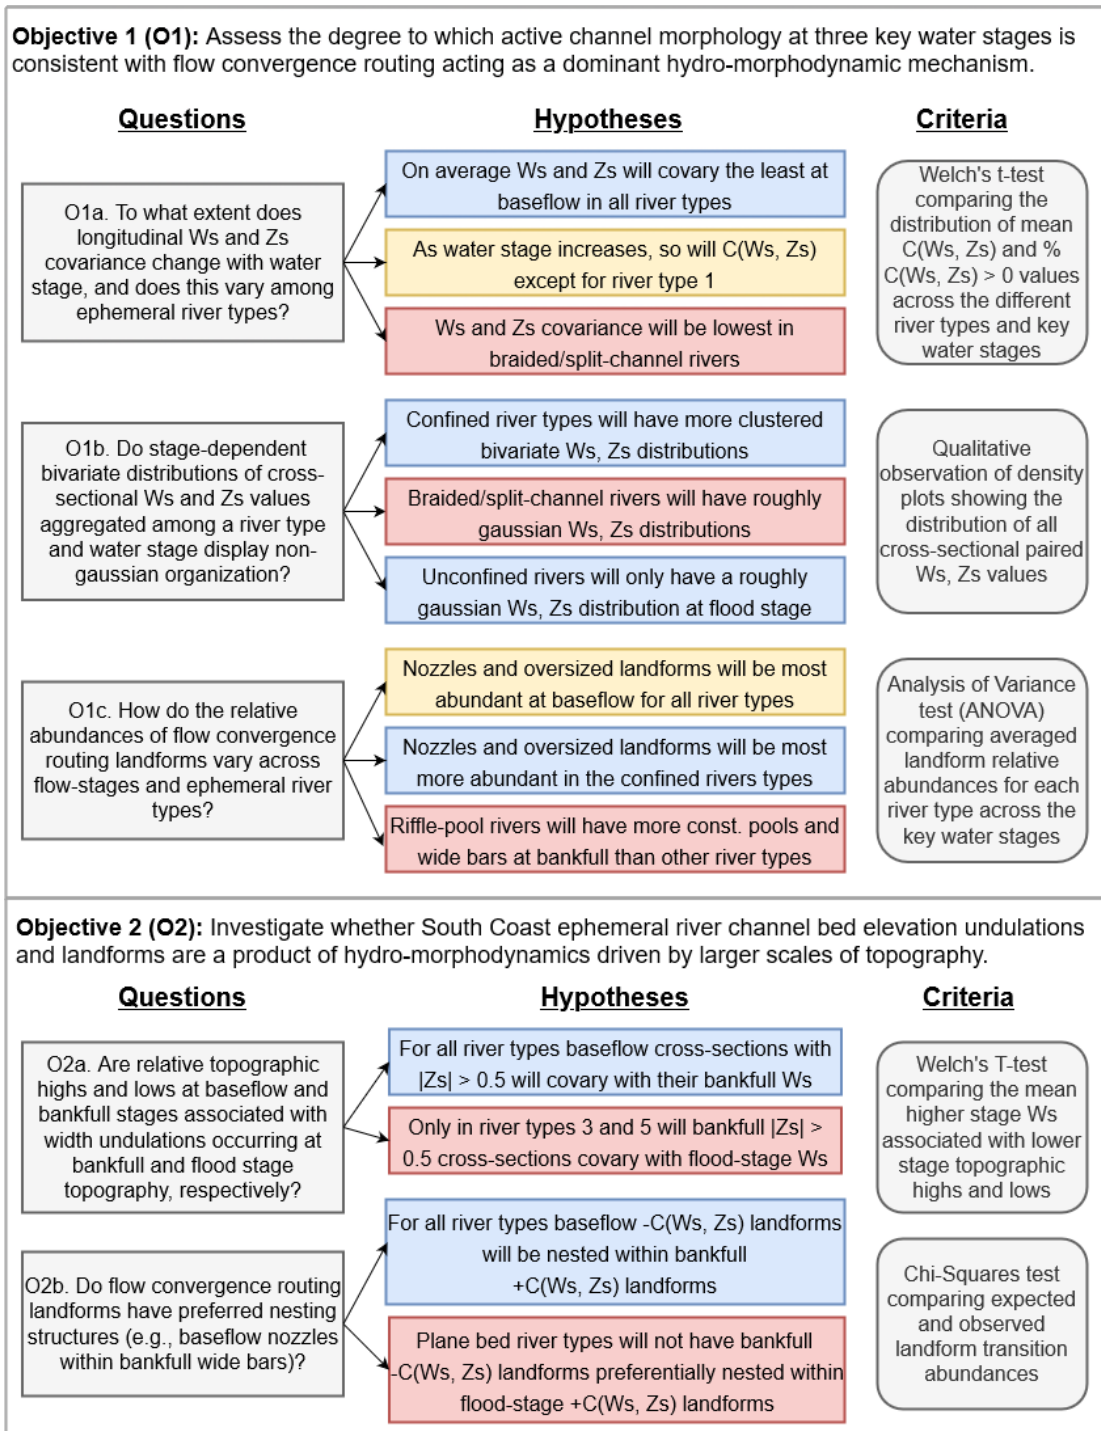 Objective 1 (O1): Assess the degree to which active channel morphology at three key water stages is
consistent with flow convergence routing acting as a dominant hydro-morphodynamic mechanism.
Questions
Hypotheses
Criteria
O1a. To what extent does
longitudinal Ws and Zs
covariance change with water
stage, and does this vary among
ephemeral river types?
On average Ws and Zs will covary the least at
baseflow in all river types
As water stage increases, so will C(Ws, Zs)
except for river type 1
Ws and Zs covariance will be lowest in
braided/split-channel rivers
Welch's t-test
comparing the
distribution of mean
C(Ws, Zs) and %
C(Ws, Zs) > 0 values
across the different
river types and key
water stages
O1b. Do stage-dependent
bivariate distributions of cross-
sectional Ws and Zs values
aggregated among a river type
and water stage display non-
gaussian organization?
Confined river types will have more clustered
bivariate Ws, Zs distributions
Braided/split-channel rivers will have roughly
gaussian Ws, Zs distributions
Unconfined rivers will only have a roughly
gaussian Ws, Zs distribution at flood stage
Qualitative
observation of density
plots showing the
distribution of all
cross-sectional paired
Ws, Zs values
O1c. How do the relative
abundances of flow convergence
routing landforms vary across
flow-stages and ephemeral river
types?
Nozzles and oversized landforms will be most
abundant at baseflow for all river types
Nozzles and oversized landforms will be most
more abundant in the confined rivers types
Riffle-pool rivers will have more const. pools and
wide bars at bankfull than other river types
Analysis of Variance
test (ANOVA)
comparing averaged
landform relative
abundances for each
river type across the
key water stages
Objective 2 (O2): Investigate whether South Coast ephemeral river channel bed elevation undulations
and landforms are a product of hydro-morphodynamics driven by larger scales of topography.
Questions
Hypotheses
Criteria
O2a. Are relative topographic
highs and lows at baseflow and
bankfull stages associated with
width undulations occurring at
bankfull and flood stage
topography, respectively?
For all river types baseflow cross-sections with
|Zs| > 0.5 will covary with their bankfull Ws
Only in river types 3 and 5 will bankfull |Zs| >
0.5 cross-sections covary with flood-stage Ws
Welch's T-test
comparing the mean
higher stage Ws
associated with lower
stage topographic
highs and lows
O2b. Do flow convergence routing
landforms have preferred nesting
structures (e.g., baseflow nozzles
within bankfull wide bars)?
For all river types baseflow -C(Ws, Zs) landforms
will be nested within bankfull
+C(Ws, Zs) landforms
Plane bed river types will not have bankfull
-C(Ws, Zs) landforms preferentially nested within
flood-stage +C(Ws, Zs) landforms
Chi-Squares test
comparing expected
and observed
landform transition
abundances